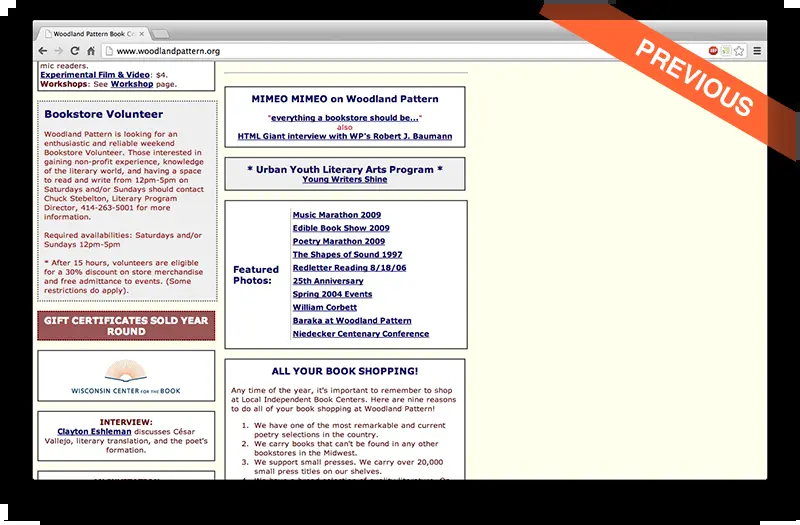 Woodland Pattern Book Ce
www.woodlandpattern.org
PREVIOUS
mic readers.
Experimental Film & Video: $4.
Workshops: See Workshop page.
Bookstore Volunteer
Woodland Pattern is looking for an
enthusiastic and reliable weekend
Bookstore Volunteer. Those interested in
gaining non-profit experience, knowledge
of the literary world, and having a space
to read and write from 12pm-5pm on
Saturdays and/or Sundays should contact
Chuck Stebelton, Literary Program
Director, 414-263-5001 for more
information.
Required availabilities: Saturdays and/or
Sundays 12pm-5pm
* After 15 hours, volunteers are eligible
for a 30% discount on store merchandise
and free admittance to events. (Some
restrictions do apply).
GIFT CERTIFICATES SOLD YEAR
ROUND
WISCONSIN CENTER FOR THE BOOK
INTERVIEW:
Clayton Eshleman discusses César
Vallejo, literary translation, and the poet's
formation.
MIMEO MIMEO on Woodland Pattern
"everything a bookstore should be..."
also
HTML Giant interview with WP's Robert J. Baumann
* Urban Youth Literary Arts Program *
Young Writers Shine
Featured
Photos:
Music Marathon 2009
Edible Book Show 2009
Poetry Marathon 2009
The Shapes of Sound 1997
Redletter Reading 8/18/06
25th Anniversary
Spring 2004 Events
William Corbett
Baraka at Woodland Pattern
Niedecker Centenary Conference
ALL YOUR BOOK SHOPPING!
Any time of the year, it's important to remember to shop
at Local Independent Book Centers. Here are nine reasons
to do all of your book shopping at Woodland Pattern!
1. We have one of the most remarkable and current
poetry selections in the country.
2. We carry books that can't be found in any other
bookstores in the Midwest.
3. We support small presses. We carry over 20,000
small press titles on our shelves.